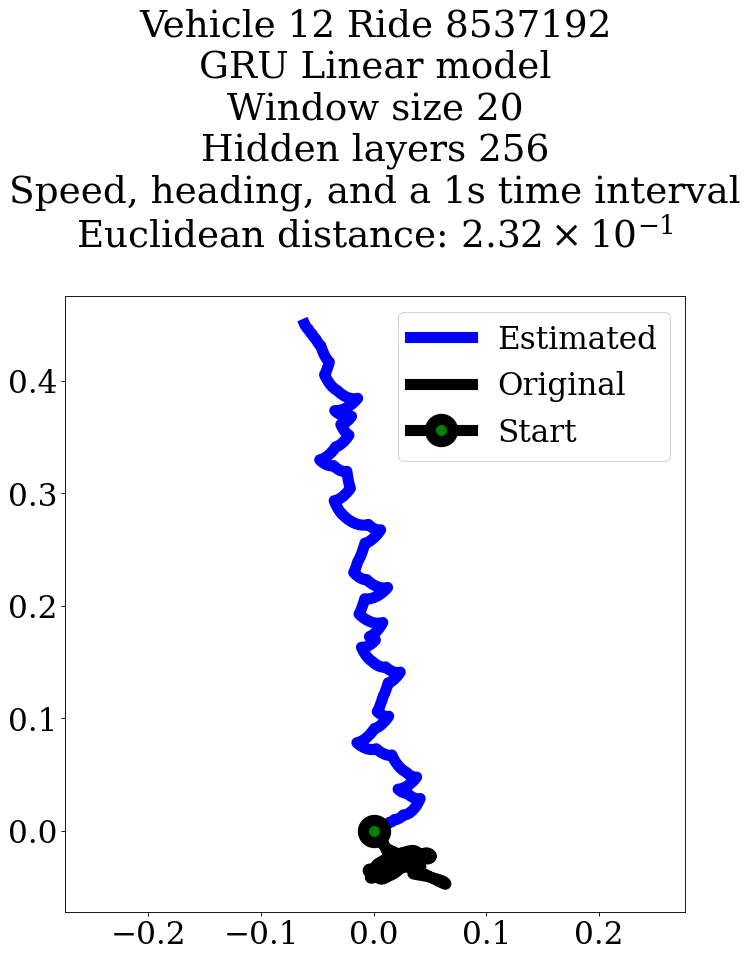 Vehicle 12 Ride 8537192
GRU Linear model
Window size 20
Hidden layers 256
Speed, heading, and a 1s time interval
Euclidean distance: 2.32 × 10⁻¹
Estimated
Original
Start
0.4
0.3
0.2
0.1
0.0
−0.2 −0.1 0.0 0.1 0.2